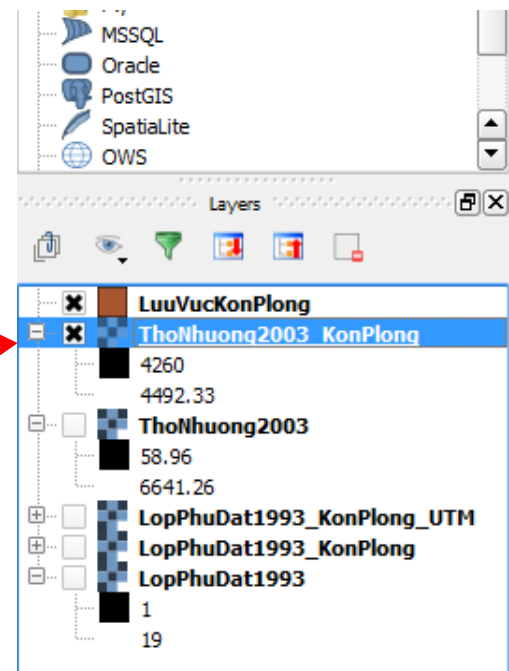 MSSQL
Oracle
PostGIS
SpatiaLite
OWS
Layers
LuuVucKonPlong
ThoNhuong2003_KonPlong
4260
4492.33
ThoNhuong2003
58.96
6641.26
LopPhuDat1993_KonPlong_UTM
LopPhuDat1993_KonPlong
LopPhuDat1993
1
19